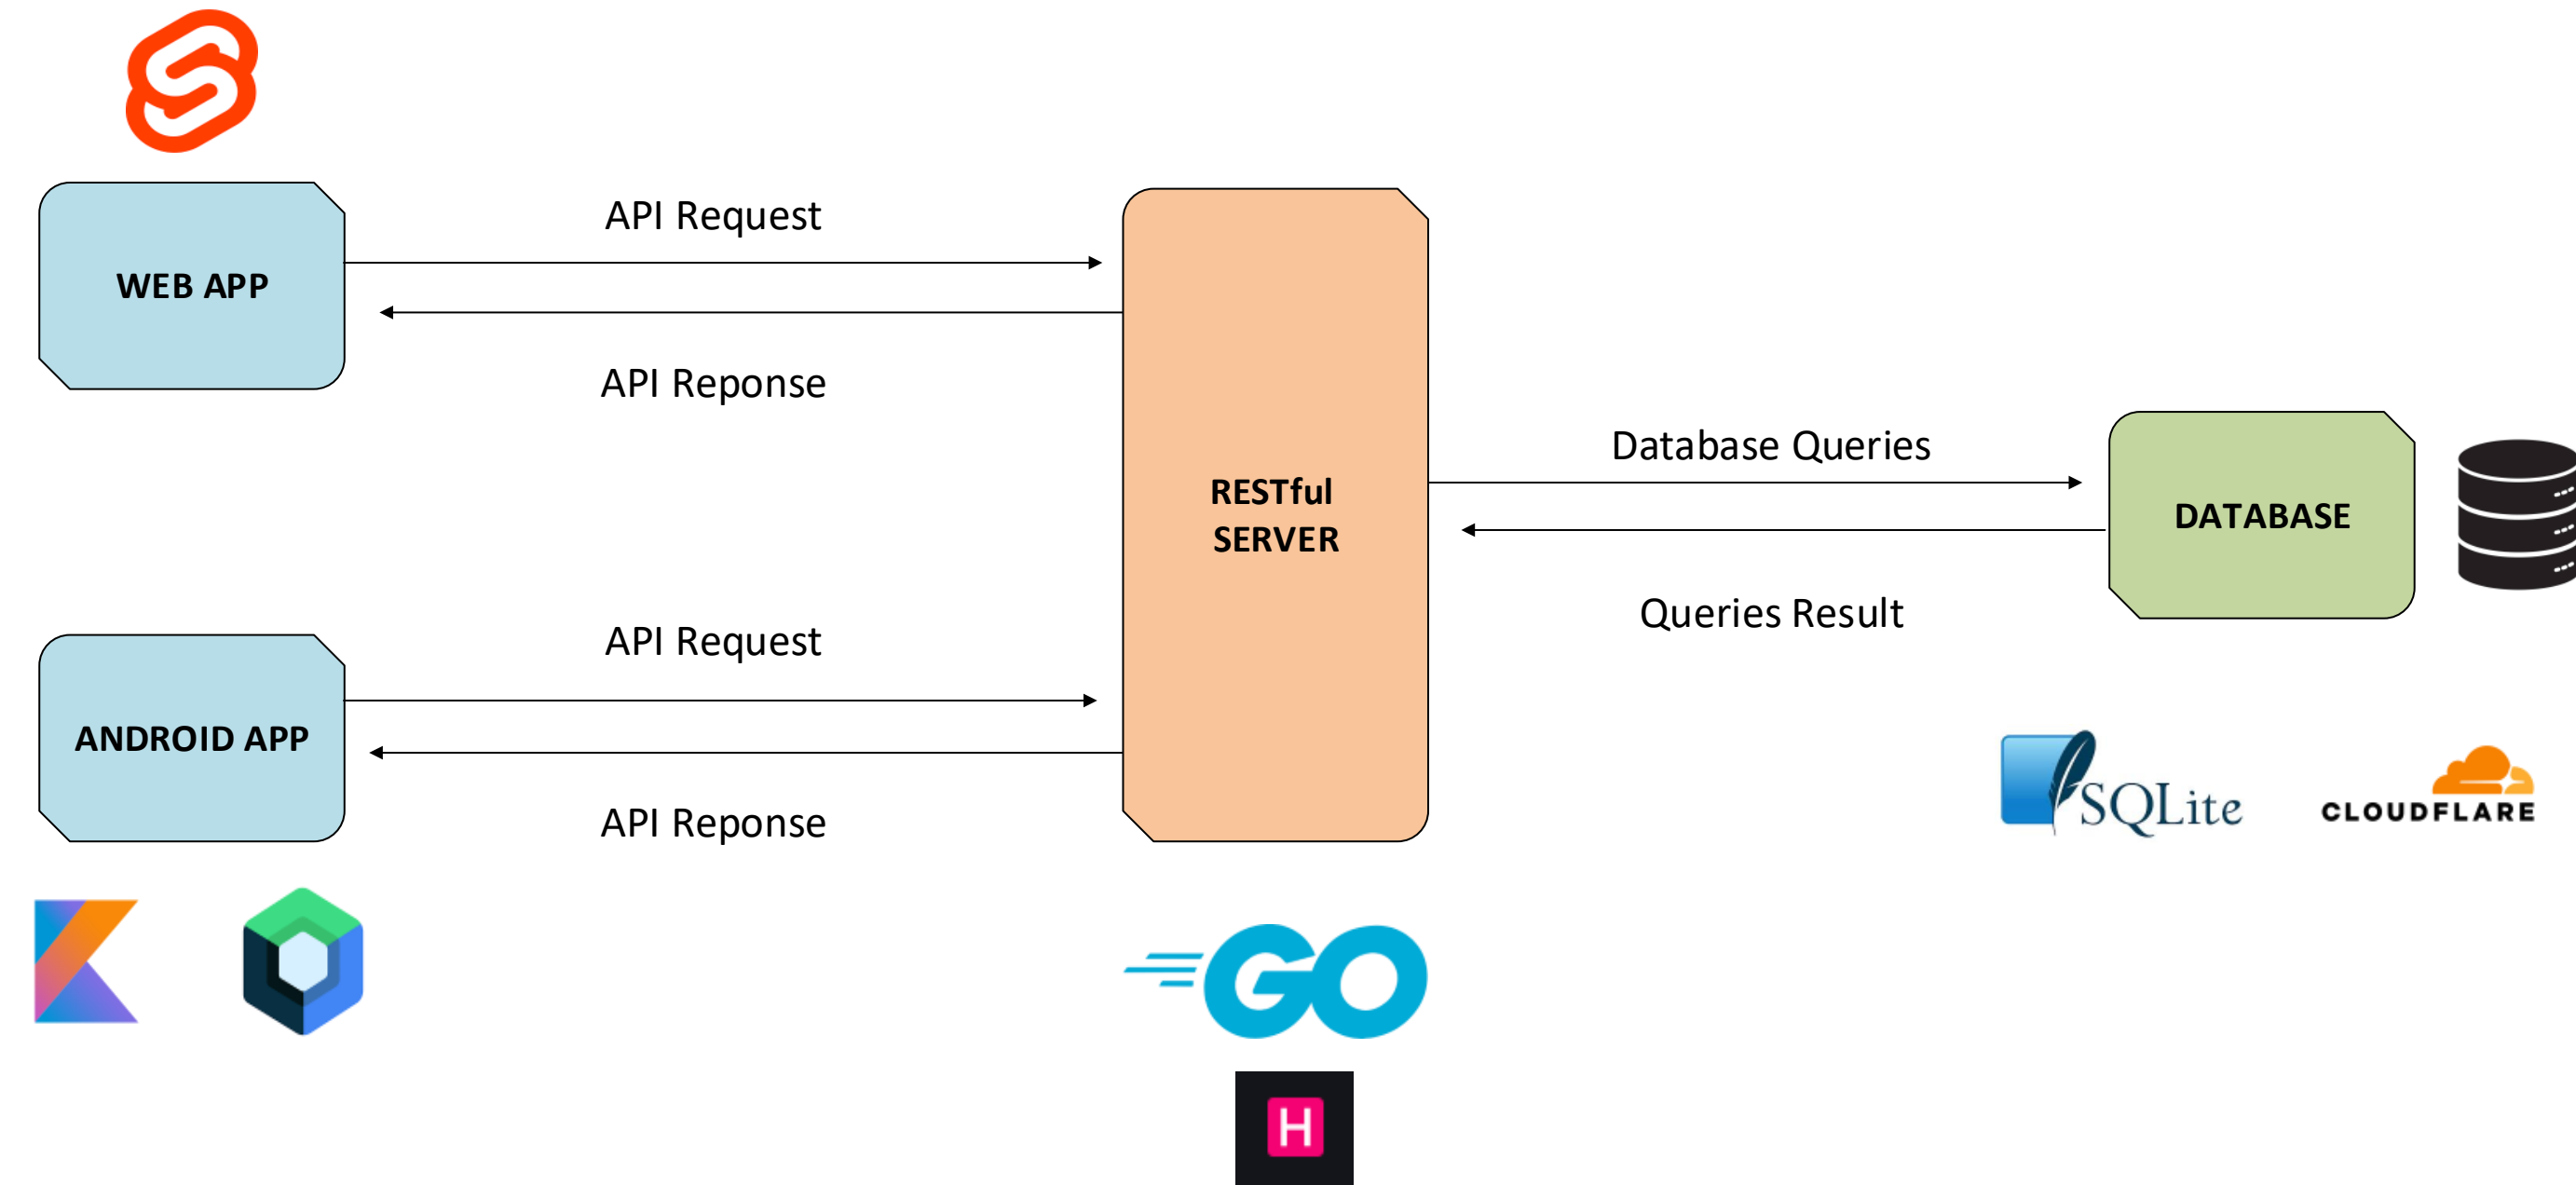 API Request
WEB APP
API Reponse
Database Queries
RESTful
SERVER
DATABASE
Queries Result
API Request
ANDROID APP
API Reponse
SQLite
CLOUDFLARE
GO
H